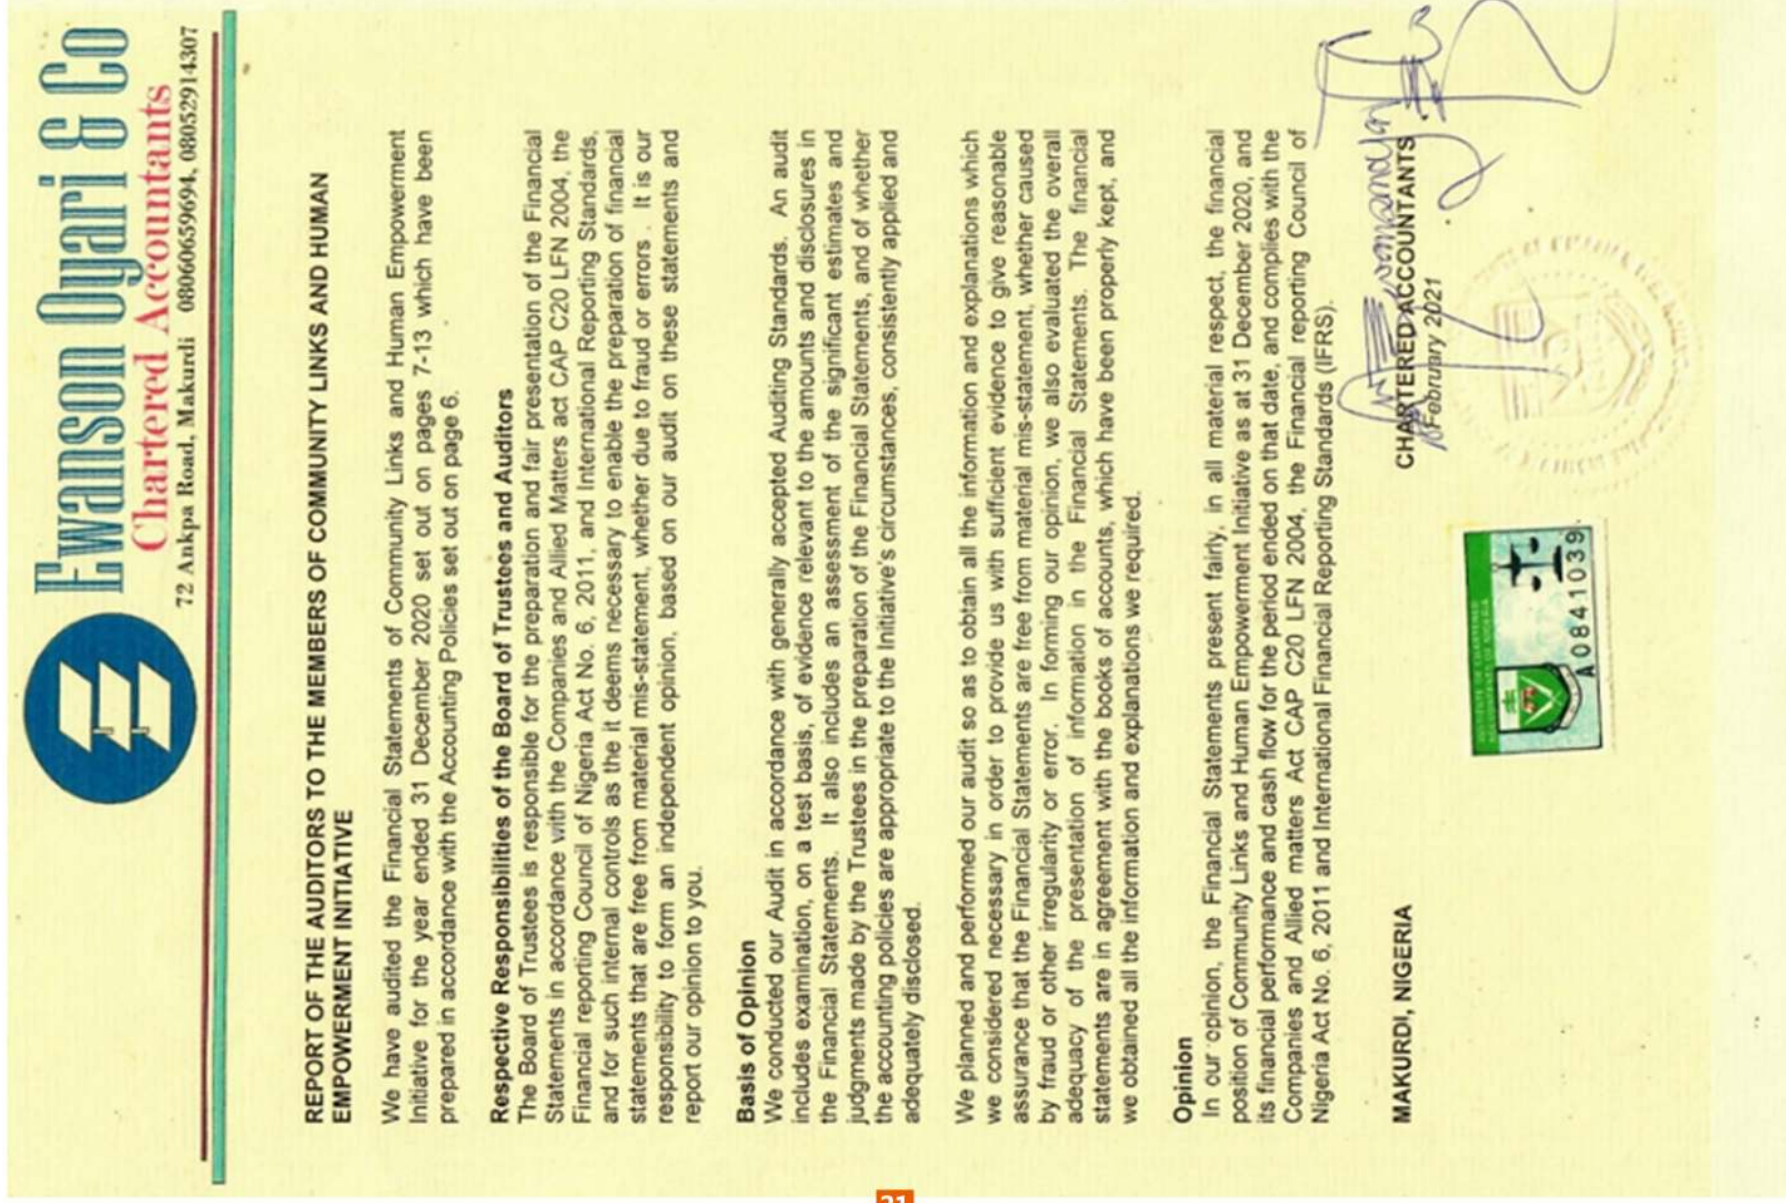 Ewanson Oyari & Co
Chartered Accountants
72 Ankpa Road, Makurdi 08060659694, 08052914307
REPORT OF THE AUDITORS TO THE MEMBERS OF COMMUNITY LINKS AND HUMAN
EMPOWERMENT INITIATIVE
We have audited the Financial Statements of Community Links and Human Empowerment
Initiative for the year ended 31 December 2020 set out on pages 7-13 which have been
prepared in accordance with the Accounting Policies set out on page 6.
Respective Responsibilities of the Board of Trustees and Auditors
The Board of Trustees is responsible for the preparation and fair presentation of the Financial
Statements in accordance with the Companies and Allied Matters act CAP C20 LFN 2004, the
Financial reporting Council of Nigeria Act No. 6, 2011, and International Reporting Standards,
and for such internal controls as the it deems necessary to enable the preparation of financial
statements that are free from material mis-statement, whether due to fraud or errors . It is our
responsibility to form an independent opinion, based on our audit on these statements and
report our opinion to you.
Basis of Opinion
We conducted our Audit in accordance with generally accepted Auditing Standards. An audit
includes examination, on a test basis, of evidence relevant to the amounts and disclosures in
the Financial Statements. It also includes an assessment of the significant estimates and
judgments made by the Trustees in the preparation of the Financial Statements, and of whether
the accounting policies are appropriate to the Initiative's circumstances, consistently applied and
adequately disclosed.
We planned and performed our audit so as to obtain all the information and explanations which
we considered necessary in order to provide us with sufficient evidence to give reasonable
assurance that the Financial Statements are free from material mis-statement, whether caused
by fraud or other irregularity or error. In forming our opinion, we also evaluated the overall
adequacy of the presentation of information in the Financial Statements. The financial
statements are in agreement with the books of accounts, which have been properly kept, and
we obtained all the information and explanations we required.
Opinion
In our opinion, the Financial Statements present fairly, in all material respect, the financial
position of Community Links and Human Empowerment Initiative as at 31 December 2020, and
its financial performance and cash flow for the period ended on that date, and complies with the
Companies and Allied matters Act CAP C20 LFN 2004, the Financial reporting Council of
Nigeria Act No. 6, 2011 and International Financial Reporting Standards (IFRS).
MAKURDI, NIGERIA
CHARTERED ACCOUNTANTS
February 2021
INSTITUTE OF CHARTERED
ACCOUNTANTS OF NIGERIA
A0841039